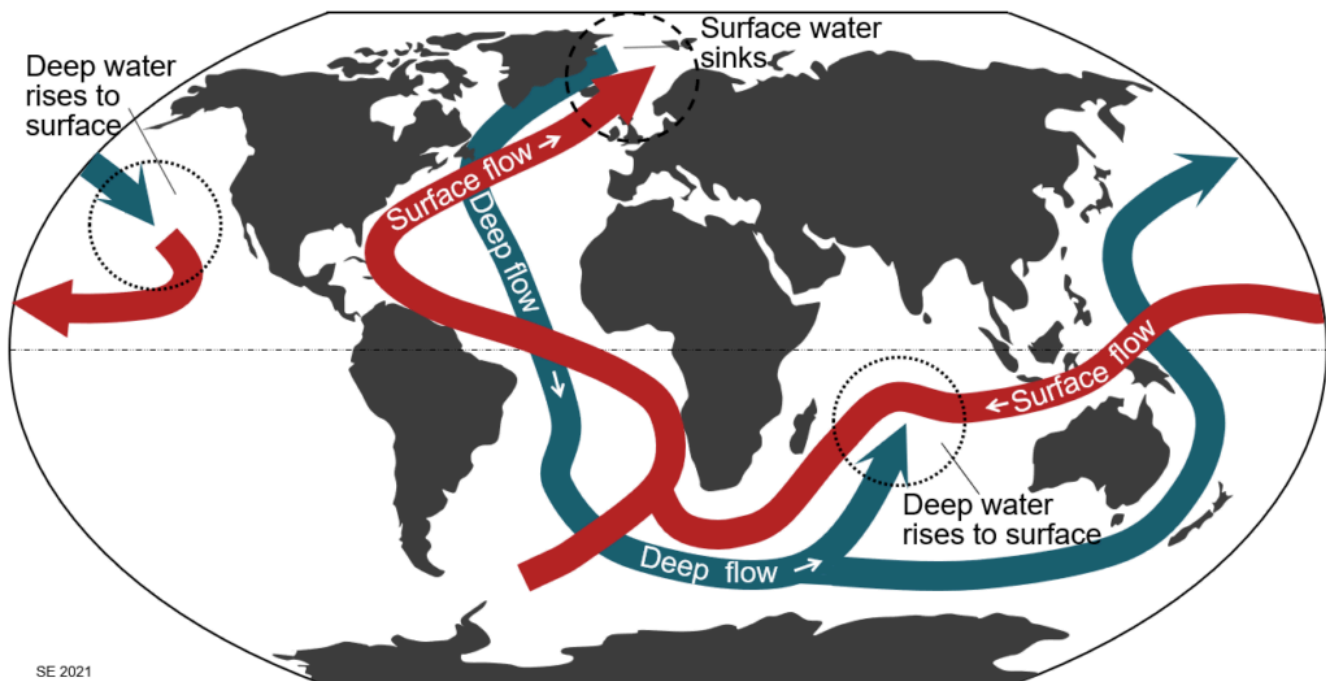 Surface water
sinks
Deep water
rises to
surface
Surface flow →
Deep flow
→
← Surface flow
Deep water
rises to surface
Deep flow →
SE 2021